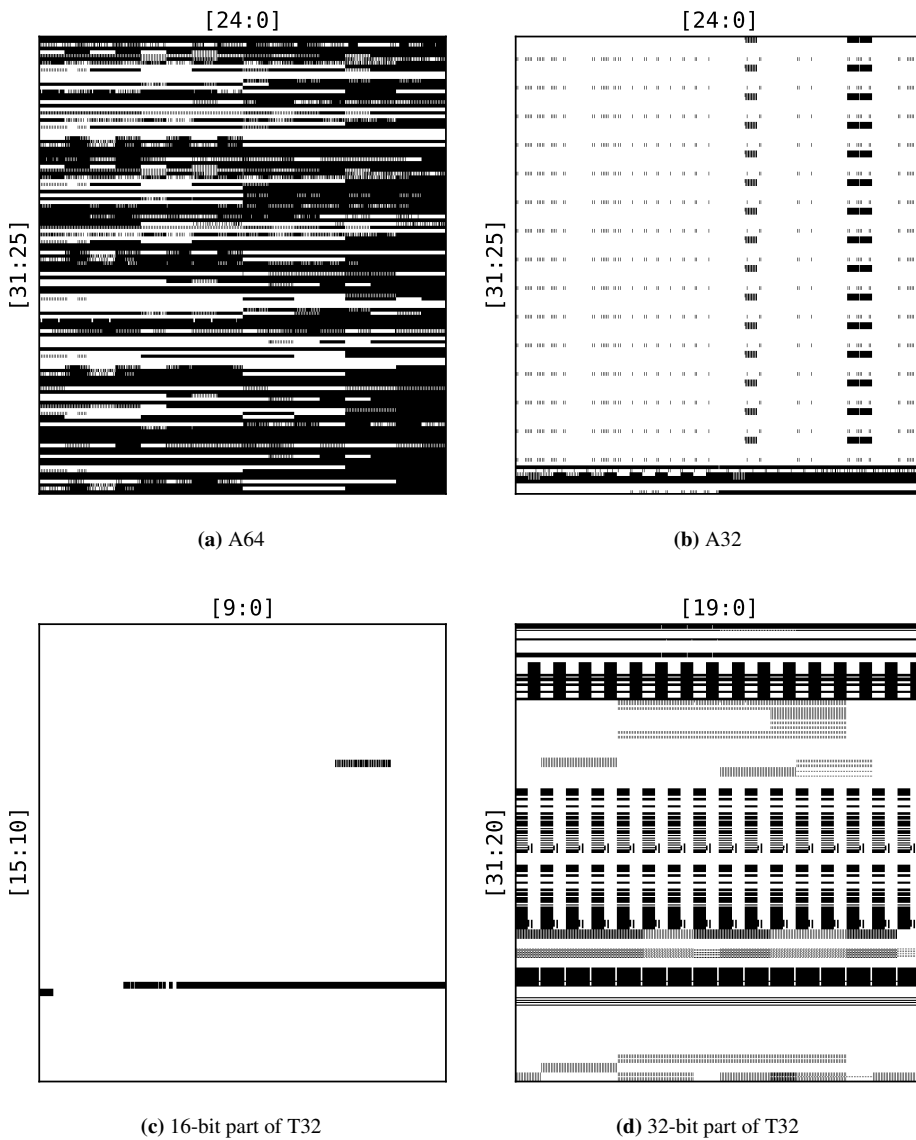 [24:0]
[31:25]
(a) A64
[24:0]
[31:25]
(b) A32
[9:0]
[15:10]
(c) 16-bit part of T32
[19:0]
[31:20]
(d) 32-bit part of T32